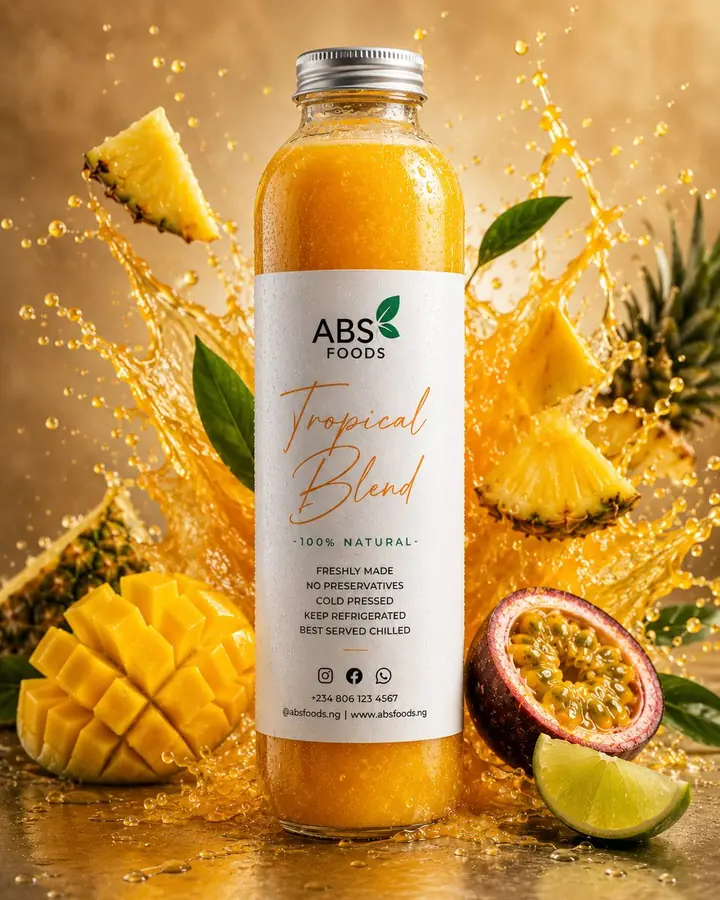 ABS
FOODS
Tropical
Blend
-100% NATURAL-
FRESHLY MADE
NO PRESERVATIVES
COLD PRESSED
KEEP REFRIGERATED
BEST SERVED CHILLED
+234 806 123 4567
@absfoods.ng | www.absfoods.ng